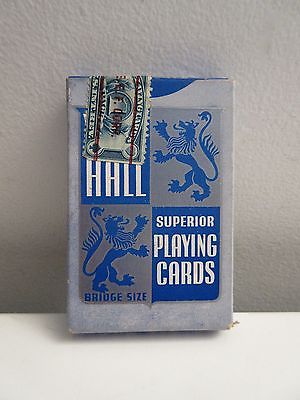 HALL
SUPERIOR
PLAYING
CARDS
BRIDGE SIZE